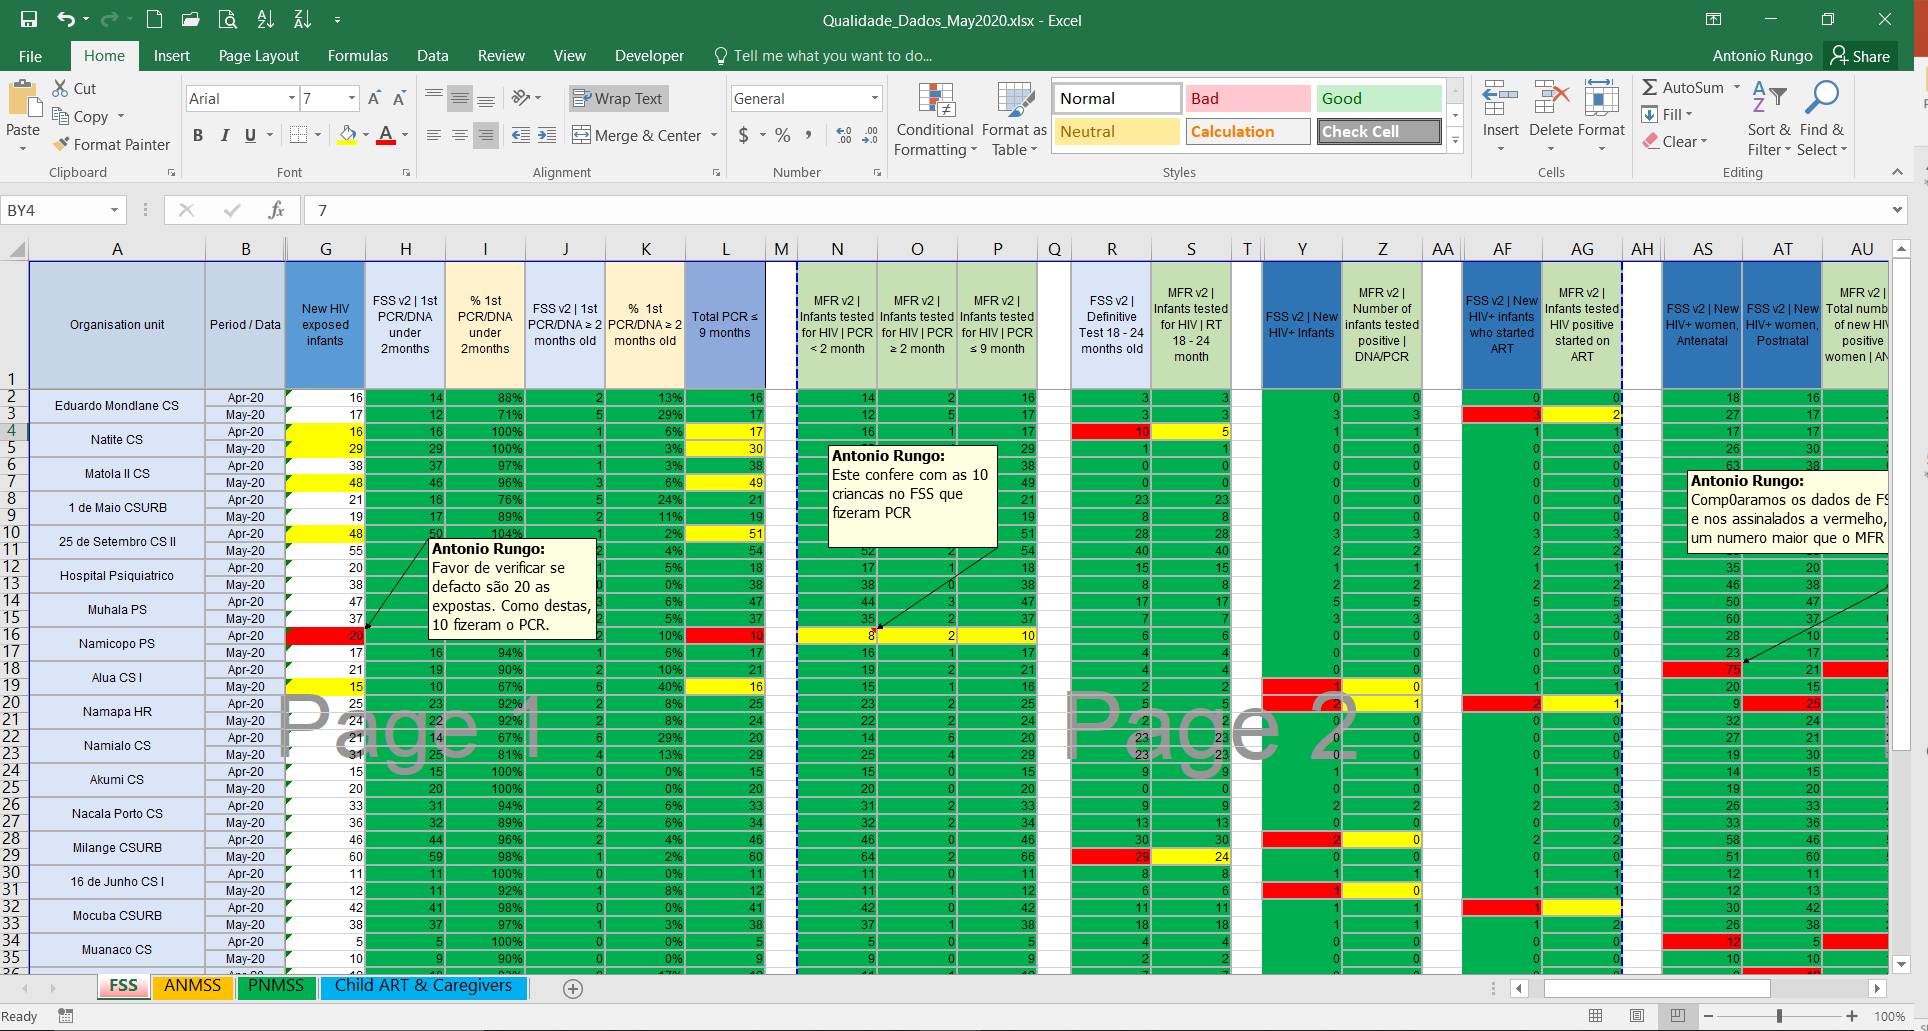 Qualidade_Dados_May2020.xlsx - Excel
File Home Insert Page Layout Formulas Data Review View Developer Tell me what you want to do... Antonio Rungo Share
Paste
Cut
Copy
Format Painter
Clipboard
Arial 7
B I U
Font
Wrap Text
Merge & Center
Alignment
General
$ % ,
Number
Conditional Formatting
Format as Table
Normal Bad Good
Neutral Calculation Check Cell
Styles
Insert Delete Format
Cells
AutoSum
Fill
Clear
Sort & Filter
Find & Select
Editing
BY4 fx 7
A B G H I J K L M N O P Q R S T Y Z AA AF AG AH AS AT AU
1
Organisation unit
Period / Data
New HIV exposed infants
FSS v2 | 1st PCR/DNA under 2months
% 1st PCR/DNA under 2months
FSS v2 | 1st PCR/DNA ≥ 2 months old
% 1st PCR/DNA ≥ 2 months old
Total PCR ≤ 9 months
MFR v2 | Infants tested for HIV | PCR < 2 month
MFR v2 | Infants tested for HIV | PCR ≥ 2 month
MFR v2 | Infants tested for HIV | PCR ≤ 9 month
FSS v2 | Definitive Test 18 - 24 months old
MFR v2 | Infants tested for HIV | RT 18 - 24 month
FSS v2 | New HIV+ Infants
MFR v2 | Number of infants tested positive | DNA/PCR
FSS v2 | New HIV+ infants who started ART
MFR v2 | Infants tested HIV positive started on ART
FSS v2 | New HIV+ women, Antenatal
FSS v2 | New HIV+ women, Postnatal
MFR v2 | Total numb of new HIV positive women | AN
2 Eduardo Mondlane CS Apr-20 16 14 88% 2 13% 16 14 2 16 3 3 0 0 0 0 18 16
3 May-20 17 12 71% 5 29% 17 12 5 17 3 3 3 3 3 2 27 17
4 Natite CS Apr-20 16 16 100% 1 6% 17 16 1 17 10 5 1 1 1 1 17 17
5 May-20 29 29 100% 1 3% 30 29 1 1 0 0 0 0 26 30
6 Matola II CS Apr-20 38 37 97% 1 3% 38 38 0 0 0 0 0 0 63 38
7 May-20 48 46 96% 3 6% 49 49 0 0 0 0 0 0
8 1 de Maio CSURB Apr-20 21 16 76% 5 24% 21 21 23 23 0 0 0 0
9 May-20 19 17 89% 2 11% 19 19 8 8 0 0 0 0
10 25 de Setembro CS II Apr-20 48 50 104% 1 2% 51 51 28 28 3 3 3 3
11 May-20 55 2 4% 54 52 2 54 40 40 2 2 2 2
12 Hospital Psiquiatrico Apr-20 20 1 5% 18 17 1 18 15 15 1 1 1 1 35 20
13 May-20 38 0 0% 38 38 0 38 8 8 2 2 2 2 46 38
14 Muhala PS Apr-20 47 3 6% 47 44 3 47 17 17 5 5 5 5 50 47
15 May-20 37 2 5% 37 35 2 37 7 7 3 3 3 3 60 37
16 Namicopo PS Apr-20 20 2 10% 10 8 2 10 6 6 0 0 0 0 28 10
17 May-20 17 16 94% 1 6% 17 16 1 17 4 4 0 0 0 0 23 17
18 Alua CS I Apr-20 21 19 90% 2 10% 21 19 2 21 4 4 0 0 0 0 75 21
19 May-20 15 10 67% 6 40% 16 15 1 16 2 2 1 0 1 1 20 15
20 Namapa HR Apr-20 25 23 92% 2 8% 25 23 2 25 5 5 2 1 2 1 9 25
21 May-20 24 22 92% 2 8% 24 22 2 24 2 2 0 0 0 0 32 24
22 Namialo CS Apr-20 21 14 67% 6 29% 20 14 6 20 23 23 0 0 0 0 27 21
23 May-20 31 25 81% 4 13% 29 25 4 29 23 23 0 0 0 0 19 30
24 Akumi CS Apr-20 15 15 100% 0 0% 15 15 0 15 9 9 1 1 1 1 14 15
25 May-20 20 20 100% 0 0% 20 20 0 20 0 0 0 0 0 0 19 20
26 Nacala Porto CS Apr-20 33 31 94% 2 6% 33 31 2 33 9 9 2 2 2 3 26 33
27 May-20 36 32 89% 2 6% 34 32 2 34 13 13 0 0 0 0 33 36
28 Milange CSURB Apr-20 46 44 96% 2 4% 46 46 0 46 30 30 2 0 2 2 58 46
29 May-20 60 59 98% 1 2% 60 64 2 66 29 24 0 0 0 0 51 60
30 16 de Junho CS I Apr-20 11 11 100% 0 0% 11 11 0 11 8 8 1 1 1 1 12 11
31 May-20 12 11 92% 1 8% 12 11 1 12 6 6 1 0 1 1 12 13
32 Mocuba CSURB Apr-20 42 41 98% 0 0% 41 42 0 42 11 11 0 0 1 30 42
33 May-20 38 37 97% 1 3% 38 37 1 38 18 18 1 1 1 2 26 38
34 Muanaco CS Apr-20 5 5 100% 0 0% 5 5 0 5 4 4 0 0 0 0 12 5
35 May-20 10 9 90% 0 0% 9 9 0 9 2 2 0 0 0 0 10 10
Antonio Rungo:
Este confere com as 10
criancas no FSS que
fizeram PCR
Antonio Rungo:
Favor de verificar se
defacto são 20 as
expostas. Como destas,
10 fizeram o PCR.
Antonio Rungo:
Comp0aramos os dados de FS
e nos assinalados a vermelho,
um numero maior que o MFR
Page 1
Page 2
FSS ANMSS PNMSS Child ART & Caregivers
Ready 100%